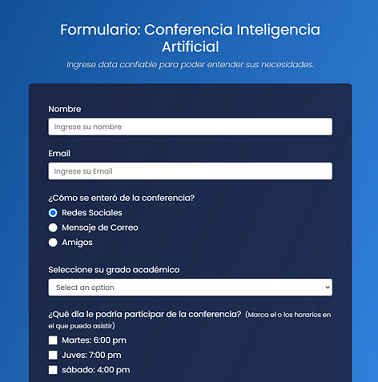 Formulario: Conferencia Inteligencia
Artificial
Ingrese data confiable para poder entender sus necesidades.
Nombre
Ingrese su nombre
Email
Ingrese su Email
¿Cómo se enteró de la conferencia?
Redes Sociales
Mensaje de Correo
Amigos
Seleccione su grado académico
Select an option
¿Qué día le podría participar de la conferencia? (Marca el o los horarios en
el que pueda asistir)
Martes: 6:00 pm
Juves: 7:00 pm
sábado: 4:00 pm